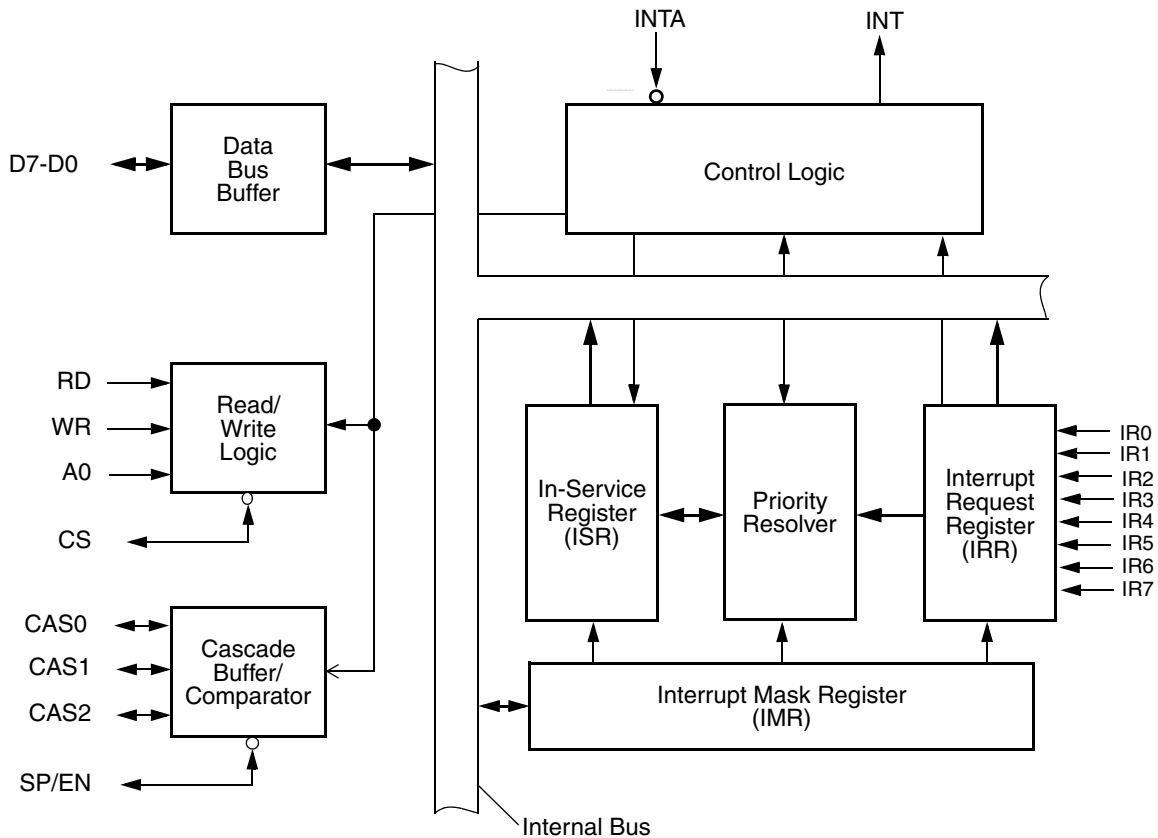 INTA
INT
D7-D0
Data
Bus
Buffer
Control Logic
RD
WR
A0
CS
Read/
Write
Logic
In-Service
Register
(ISR)
Priority
Resolver
Interrupt
Request
Register
(IRR)
IR0
IR1
IR2
IR3
IR4
IR5
IR6
IR7
CAS0
CAS1
CAS2
SP/EN
Cascade
Buffer/
Comparator
Interrupt Mask Register
(IMR)
Internal Bus